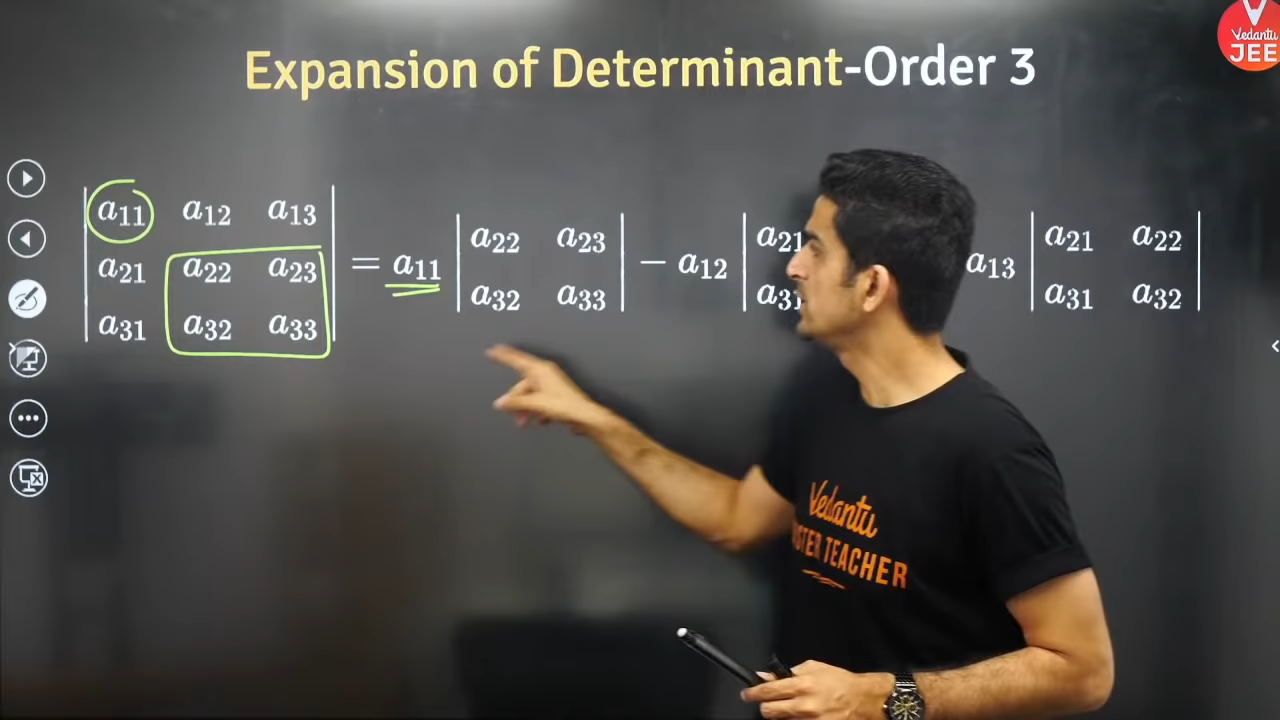 Vedantu
JEE
Expansion of Determinant-Order 3
a11 a12 a13
a21 a22 a23
a31 a32 a33
= a11
a22 a23
a32 a33
- a12
a21
a31
a13
a21 a22
a31 a32
Vedantu
TEACHER